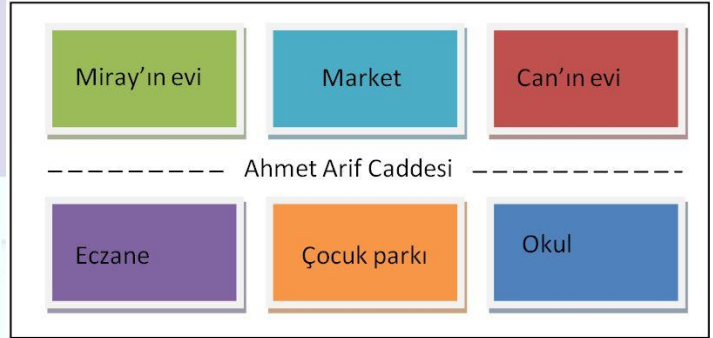 Miray'ın evi
Market
Can'ın evi
Ahmet Arif Caddesi
Eczane
Çocuk parkı
Okul